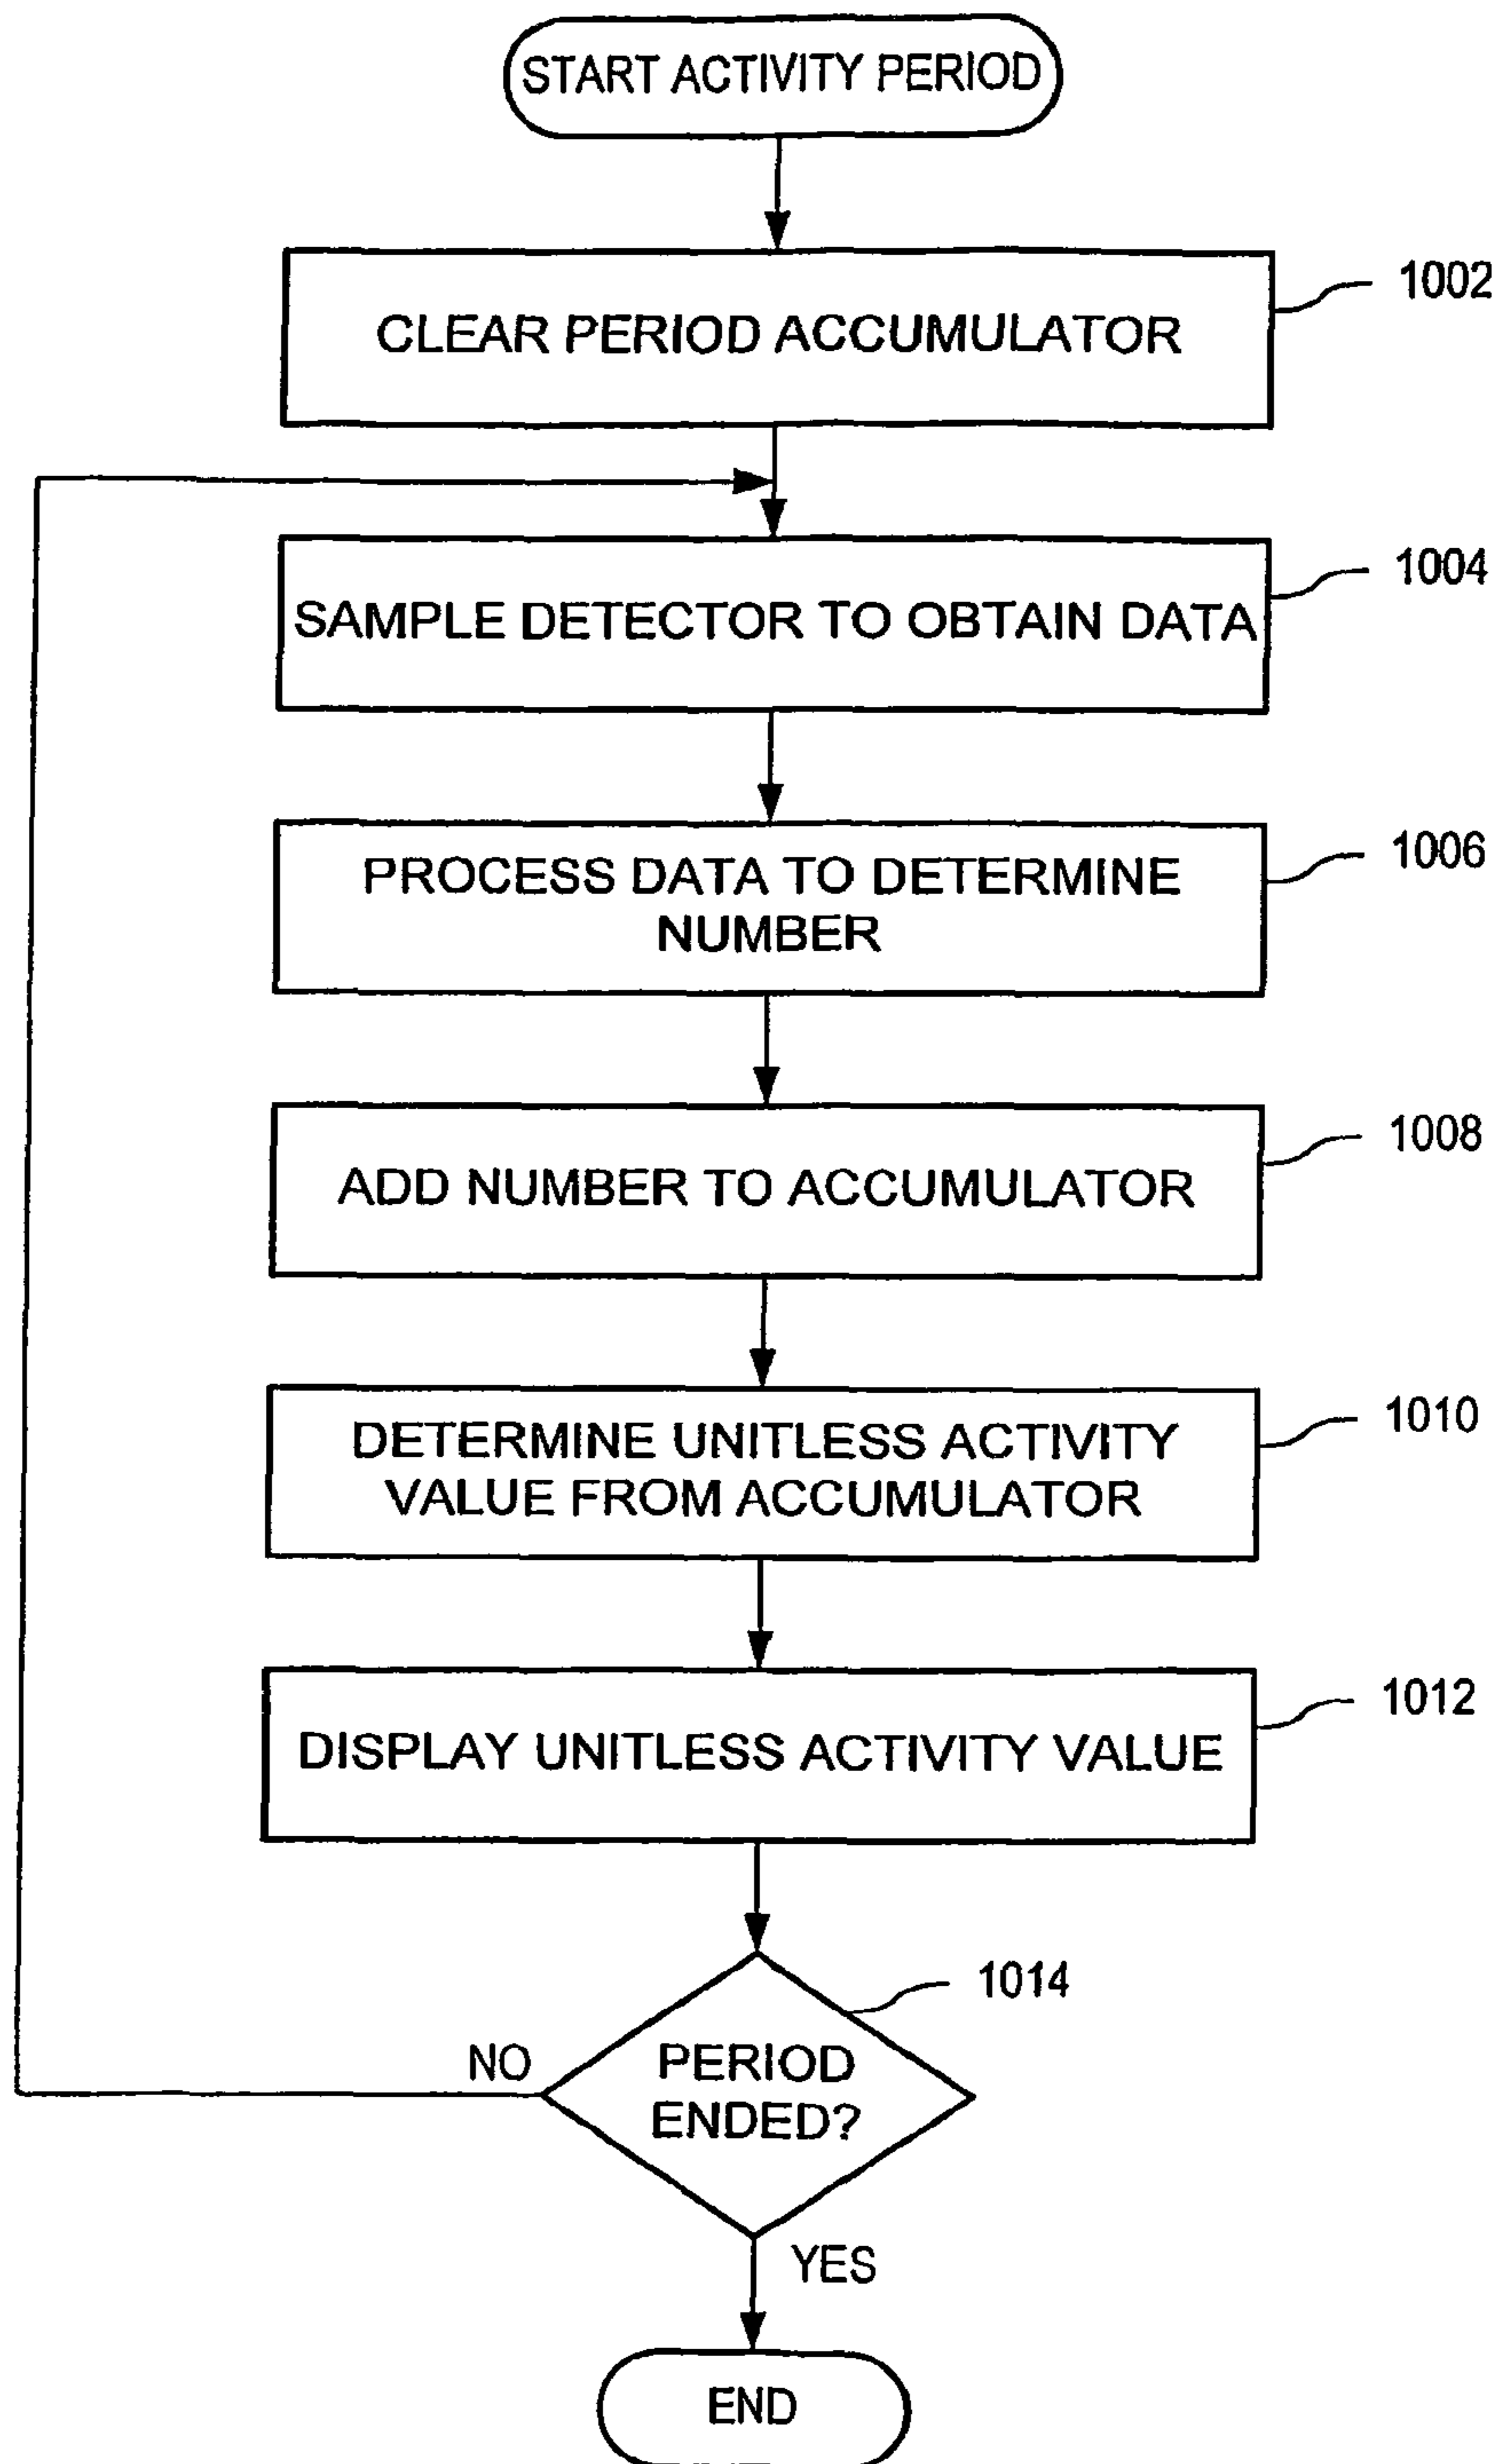 START ACTIVITY PERIOD
CLEAR PERIOD ACCUMULATOR
1002
SAMPLE DETECTOR TO OBTAIN DATA
1004
PROCESS DATA TO DETERMINE
NUMBER
1006
ADD NUMBER TO ACCUMULATOR
1008
DETERMINE UNITLESS ACTIVITY
VALUE FROM ACCUMULATOR
1010
DISPLAY UNITLESS ACTIVITY VALUE
1012
1014
NO
PERIOD
ENDED?
YES
END